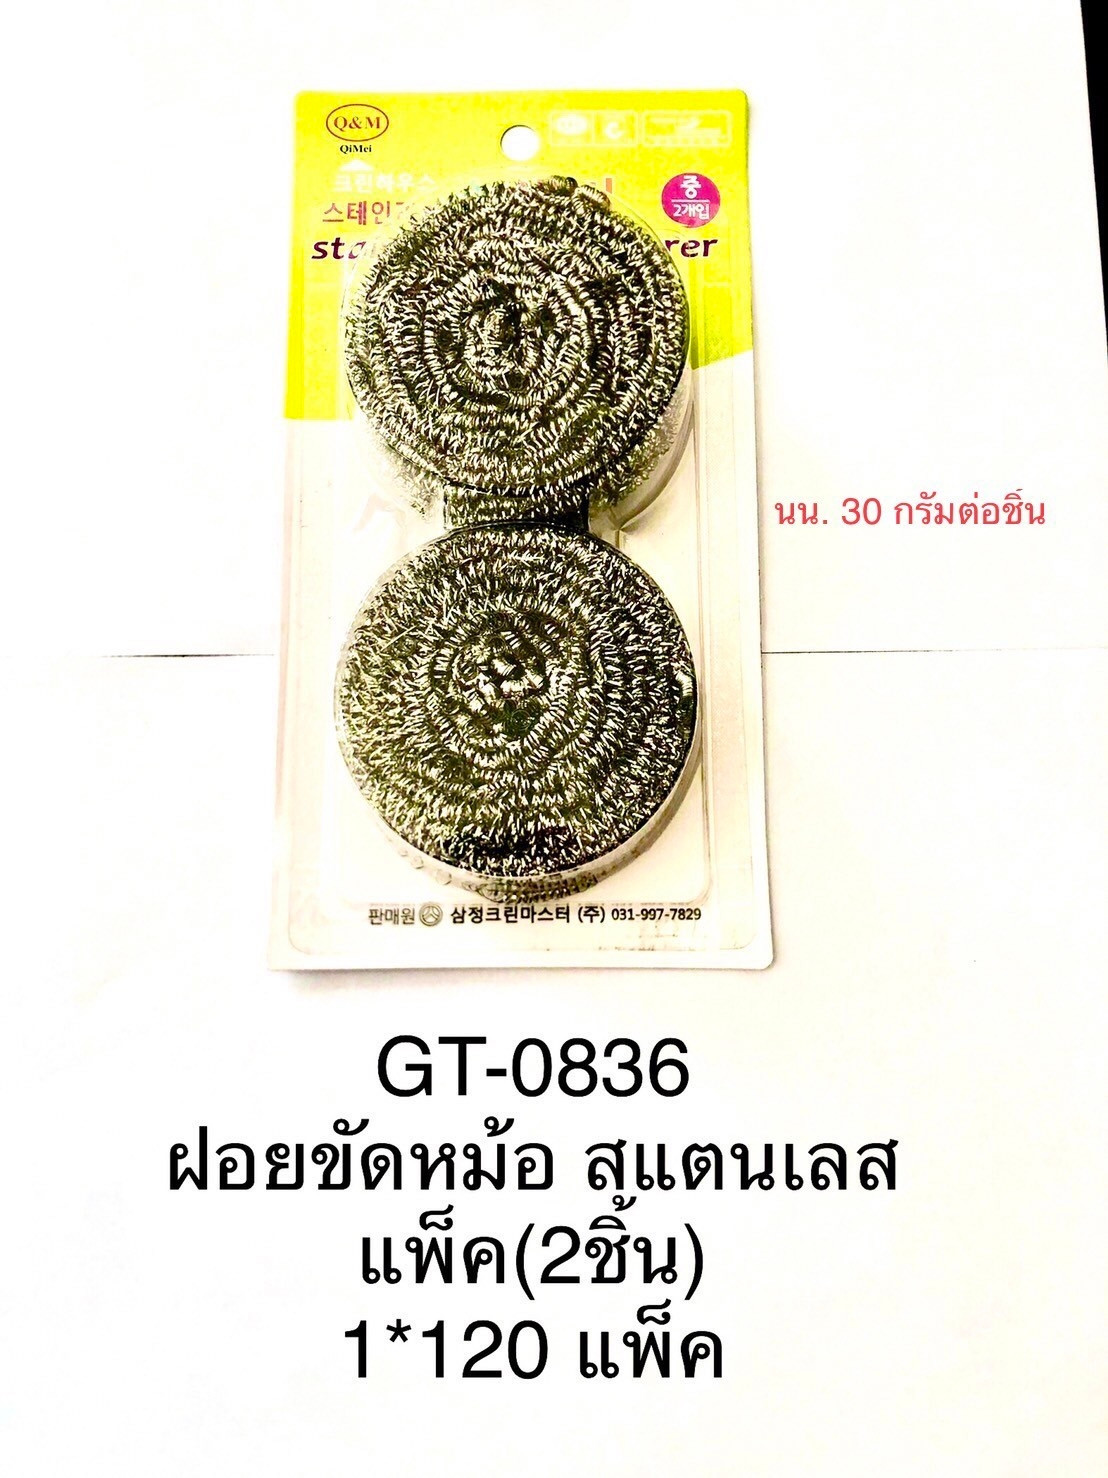 Q&M
QiMei
크린하우스
중
2개입
นน. 30 กรัมต่อชิ้น
판매원 삼정크린마스터 (주) 031-997-7829
GT-0836
ฝอยขัดหม้อ สแตนเลส
แพ็ค(2ชิ้น)
1*120 แพ็ค